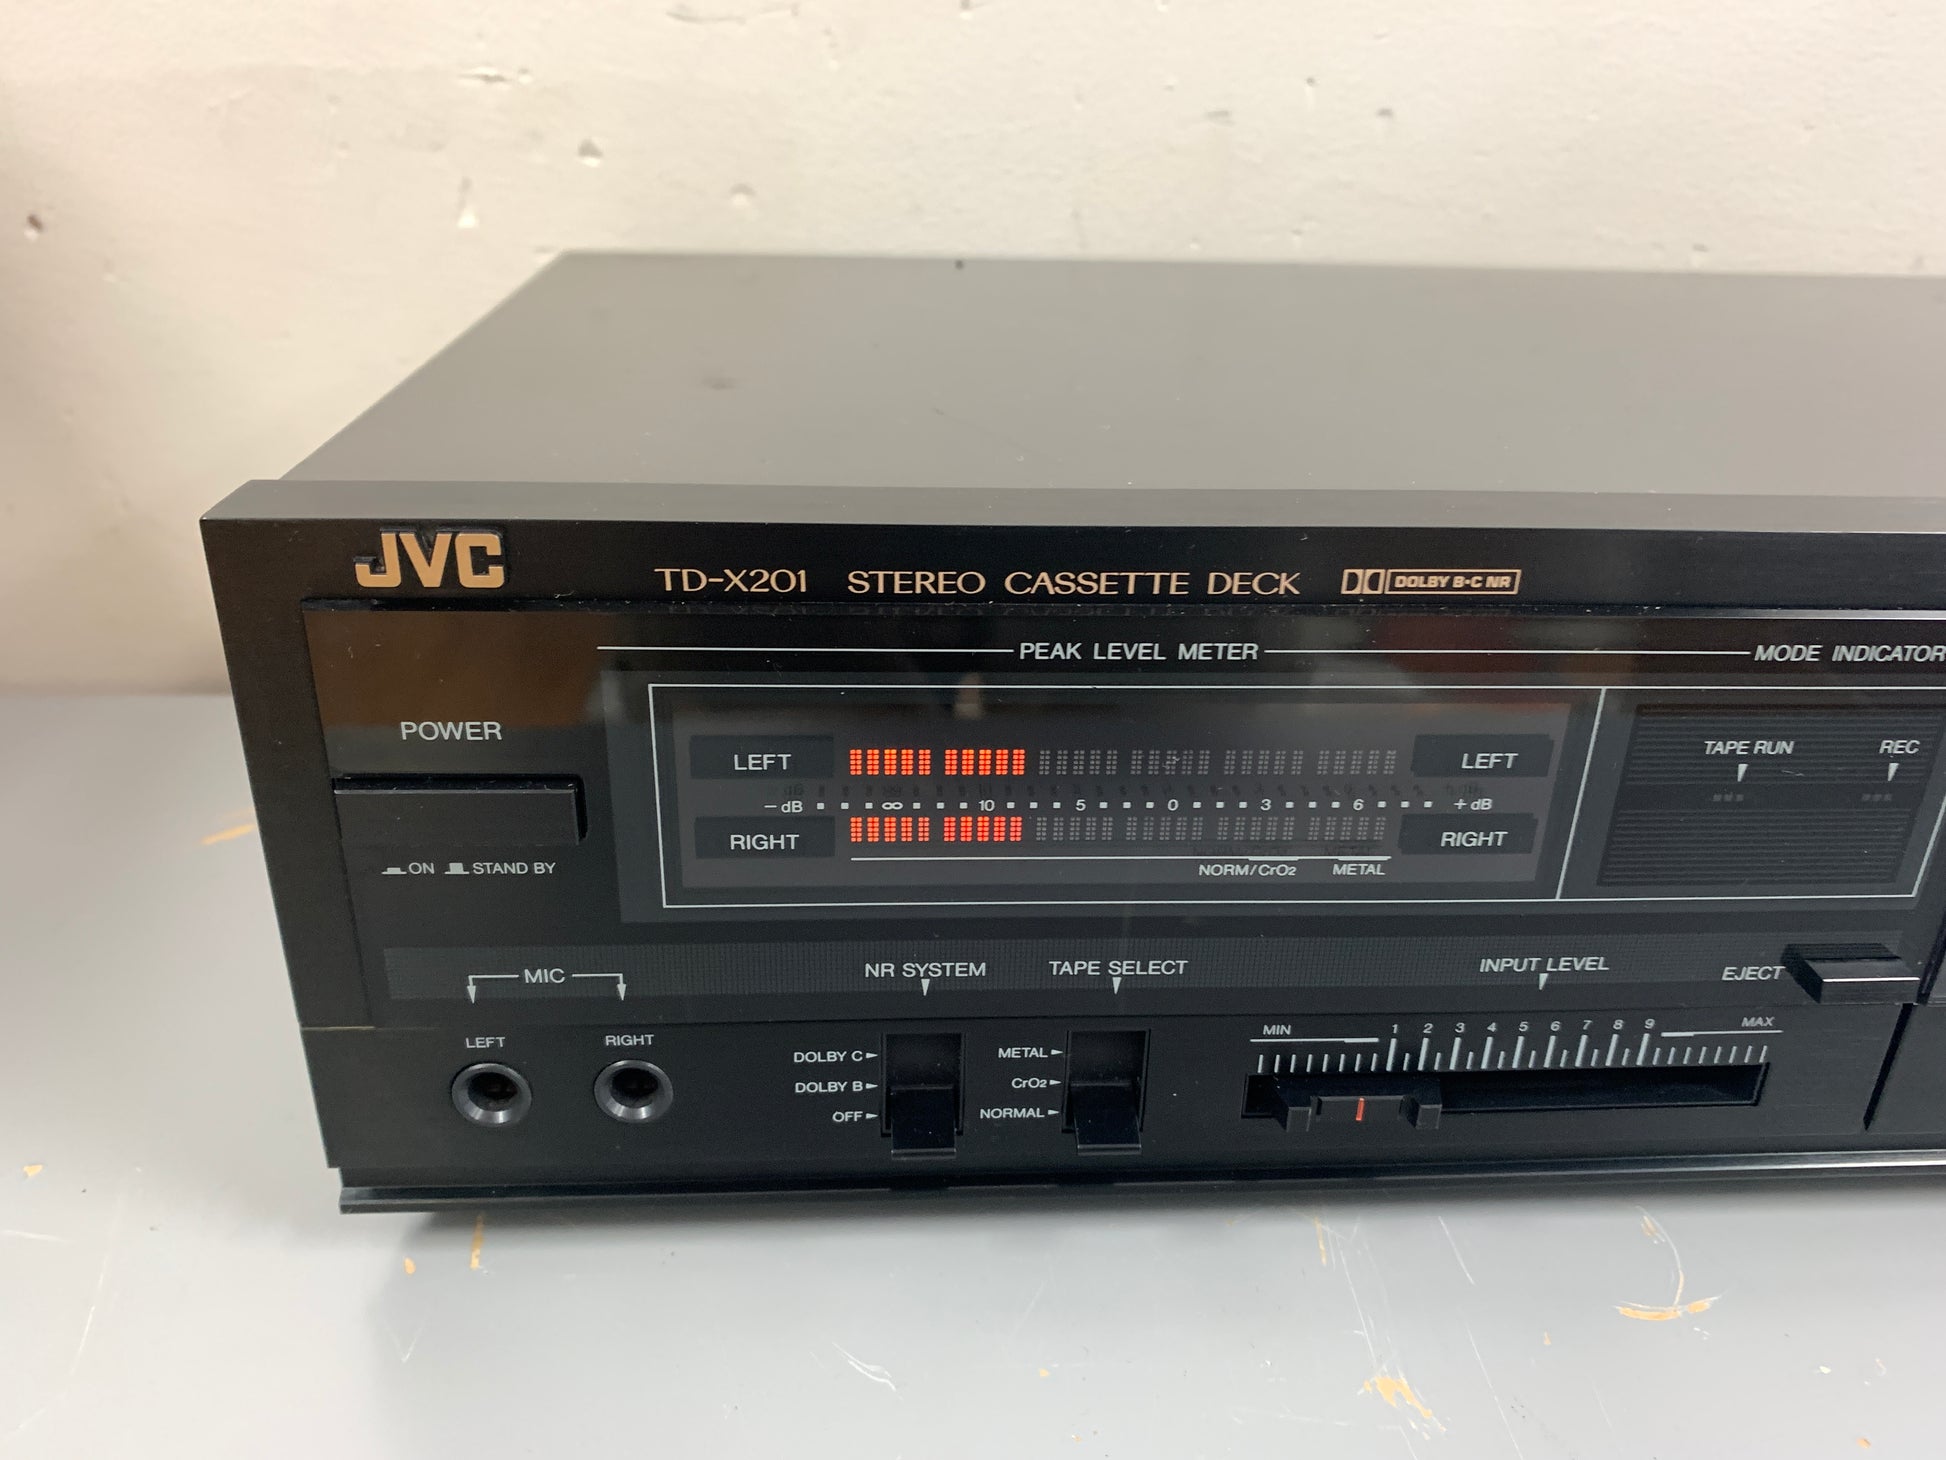 JVC
TD-X201 STEREO CASSETTE DECK DOLBY B·C NR
PEAK LEVEL METER
MODE INDICATOR
POWER
ON STAND BY
LEFT LEFT
−dB ∞ 10 5 0 3 6 +dB
RIGHT RIGHT
NORM/CrO2 METAL
TAPE RUN REC
MIC
LEFT RIGHT
NR SYSTEM
DOLBY C
DOLBY B
OFF
TAPE SELECT
METAL
CrO2
NORMAL
INPUT LEVEL
MIN 1 2 3 4 5 6 7 8 9 MAX
EJECT